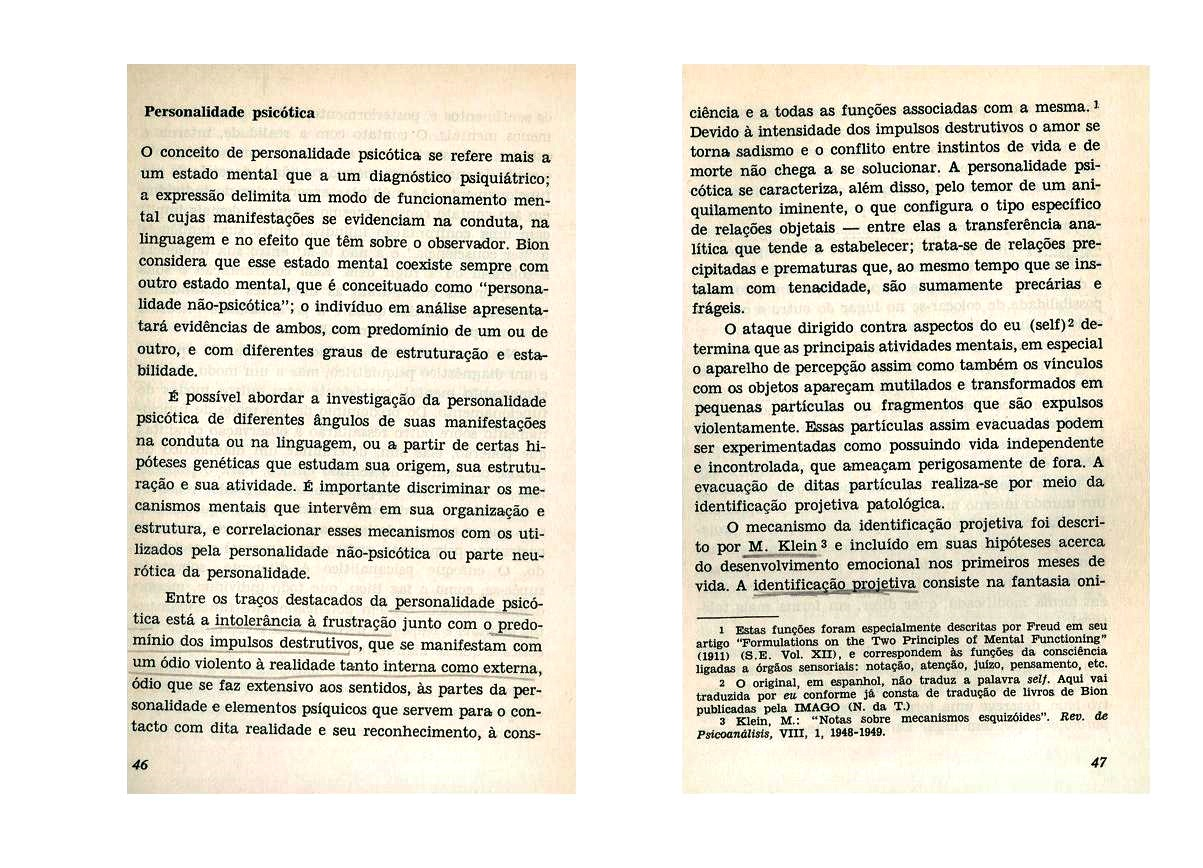 Personalidade psicótica
O conceito de personalidade psicótica se refere mais a
um estado mental que a um diagnóstico psiquiátrico;
a expressão delimita um modo de funcionamento men-
tal cujas manifestações se evidenciam na conduta, na
linguagem e no efeito que têm sobre o observador. Bion
considera que esse estado mental coexiste sempre com
outro estado mental, que é conceituado como "persona-
lidade não-psicótica"; o indivíduo em análise apresenta-
tará evidências de ambos, com predomínio de um ou de
outro, e com diferentes graus de estruturação e esta-
bilidade.
É possível abordar a investigação da personalidade
psicótica de diferentes ângulos de suas manifestações
na conduta ou na linguagem, ou a partir de certas hi-
póteses genéticas que estudam sua origem, sua estrutu-
ração e sua atividade. É importante discriminar os me-
canismos mentais que intervêm em sua organização e
estrutura, e correlacionar esses mecanismos com os uti-
lizados pela personalidade não-psicótica ou parte neu-
rótica da personalidade.
Entre os traços destacados da personalidade psicó-
tica está a intolerância à frustração junto com o predo-
mínio dos impulsos destrutivos, que se manifestam com
um ódio violento à realidade tanto interna como externa,
ódio que se faz extensivo aos sentidos, às partes da per-
sonalidade e elementos psíquicos que servem para o con-
tacto com dita realidade e seu reconhecimento, à cons-
46
ciência e a todas as funções associadas com a mesma. 1
Devido à intensidade dos impulsos destrutivos o amor se
torna sadismo e o conflito entre instintos de vida e de
morte não chega a se solucionar. A personalidade psi-
cótica se caracteriza, além disso, pelo temor de um ani-
quilamento iminente, o que configura o tipo específico
de relações objetais — entre elas a transferência ana-
lítica que tende a estabelecer; trata-se de relações pre-
cipitadas e prematuras que, ao mesmo tempo que se ins-
talam com tenacidade, são sumamente precárias e
frágeis.
O ataque dirigido contra aspectos do eu (self)2 de-
termina que as principais atividades mentais, em especial
o aparelho de percepção assim como também os vínculos
com os objetos apareçam mutilados e transformados em
pequenas partículas ou fragmentos que são expulsos
violentamente. Essas partículas assim evacuadas podem
ser experimentadas como possuindo vida independente
e incontrolada, que ameaçam perigosamente de fora. A
evacuação de ditas partículas realiza-se por meio da
identificação projetiva patológica.
O mecanismo da identificação projetiva foi descri-
to por M. Klein 3 e incluído em suas hipóteses acerca
do desenvolvimento emocional nos primeiros meses de
vida. A identificação projetiva consiste na fantasia oni-
1 Estas funções foram especialmente descritas por Freud em seu
artigo "Formulations on the Two Principles of Mental Functioning"
(1911) (S.E. Vol. XII), e correspondem às funções da consciência
ligadas a órgãos sensoriais: notação, atenção, juízo, pensamento, etc.
2 O original, em espanhol, não traduz a palavra self. Aqui vai
traduzida por eu conforme já consta de tradução de livros de Bion
publicadas pela IMAGO (N. da T.)
3 Klein, M.: "Notas sobre mecanismos esquizóides". Rev. de
Psicoanálisis, VIII, 1, 1948-1949.
47